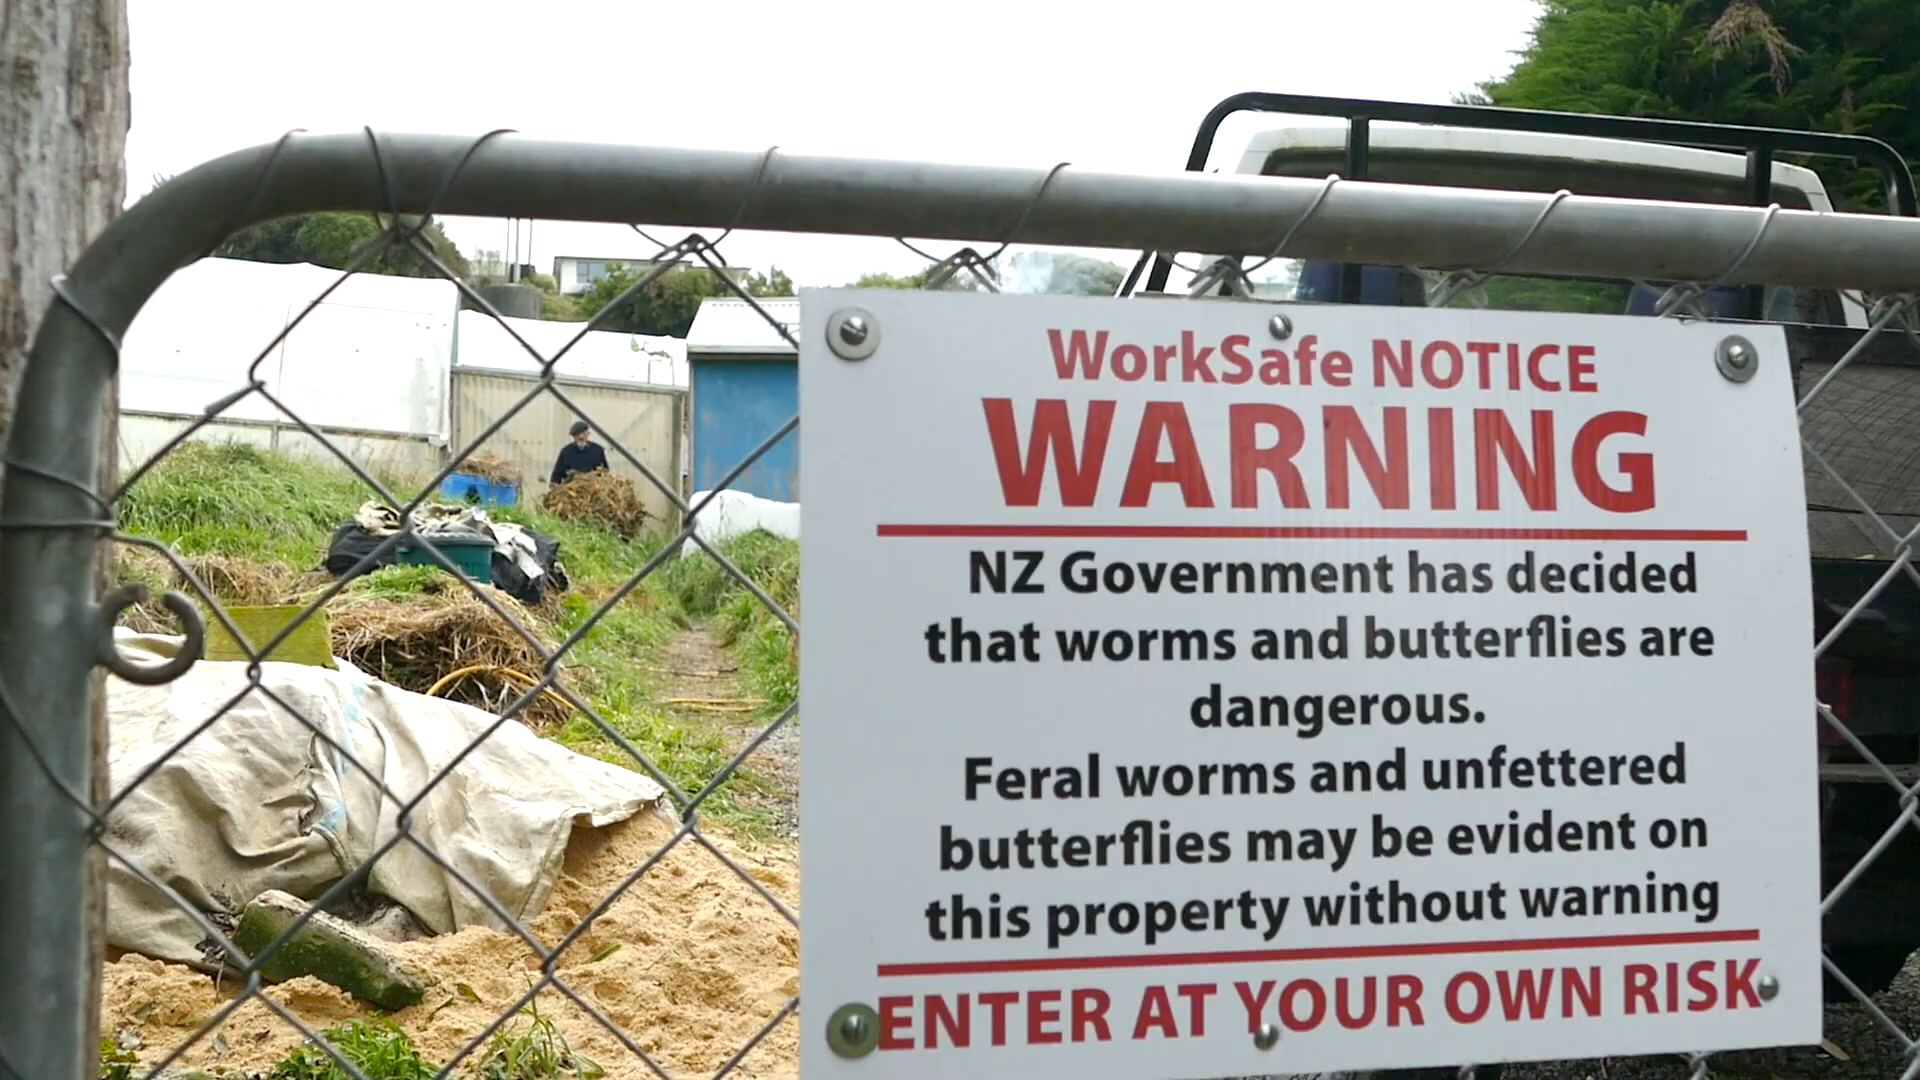 WorkSafe NOTICE
WARNING
NZ Government has decided
that worms and butterflies are
dangerous.
Feral worms and unfettered
butterflies may be evident on
this property without warning
ENTER AT YOUR OWN RISK